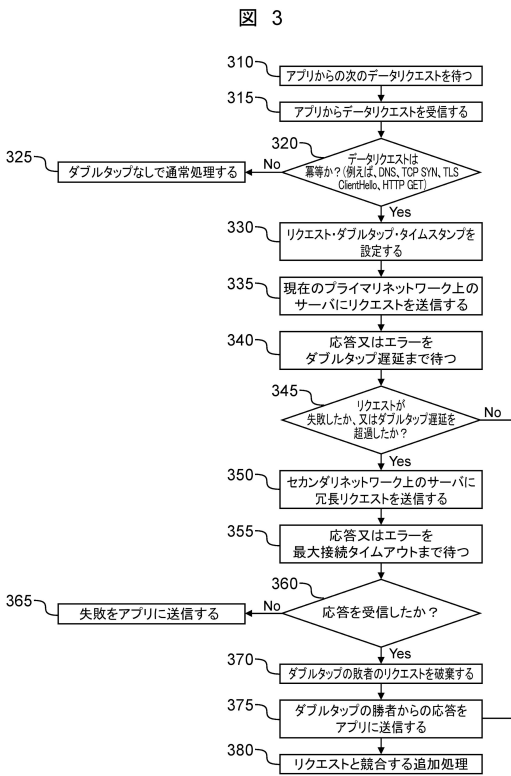 図 3
310
アプリからの次のデータリクエストを待つ
315
アプリからデータリクエストを受信する
320
データリクエストは
冪等か？(例えば、DNS、TCP SYN、TLS
ClientHello、HTTP GET)
No
325
ダブルタップなしで通常処理する
Yes
330
リクエスト・ダブルタップ・タイムスタンプを
設定する
335
現在のプライマリネットワーク上の
サーバにリクエストを送信する
340
応答又はエラーを
ダブルタップ遅延まで待つ
345
リクエストが
失敗したか、又はダブルタップ遅延を
超過したか？
No
Yes
350
セカンダリネットワーク上のサーバに
冗長リクエストを送信する
355
応答又はエラーを
最大接続タイムアウトまで待つ
360
応答を受信したか？
No
365
失敗をアプリに送信する
Yes
370
ダブルタップの敗者のリクエストを破棄する
375
ダブルタップの勝者からの応答を
アプリに送信する
380
リクエストと競合する追加処理